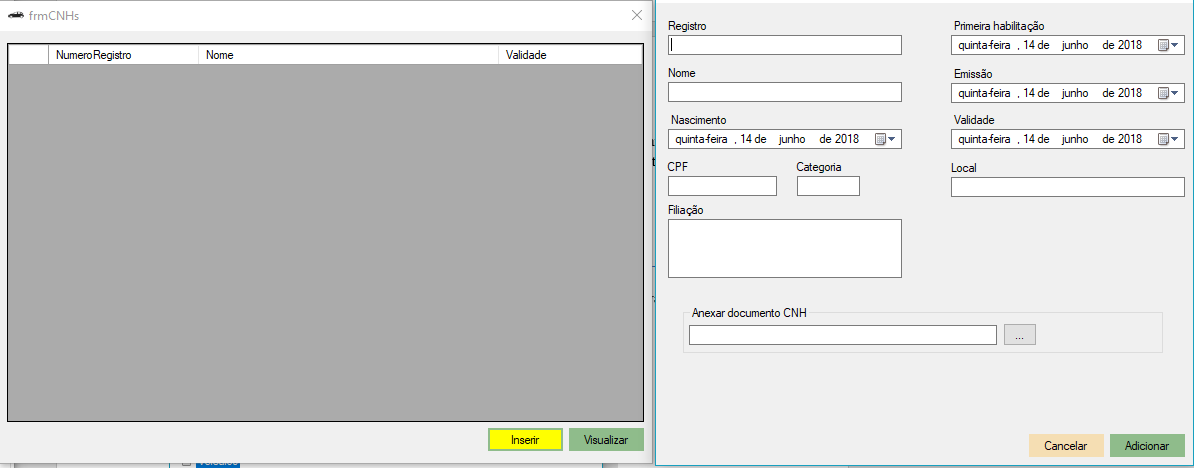 frmCNHs
NumeroRegistro Nome Validade
Inserir Visualizar
Registro
Nome
Nascimento
quinta-feira , 14 de junho de 2018
CPF Categoria
Filiação
Primeira habilitação
quinta-feira , 14 de junho de 2018
Emissão
quinta-feira , 14 de junho de 2018
Validade
quinta-feira , 14 de junho de 2018
Local
Anexar documento CNH
...
Cancelar Adicionar